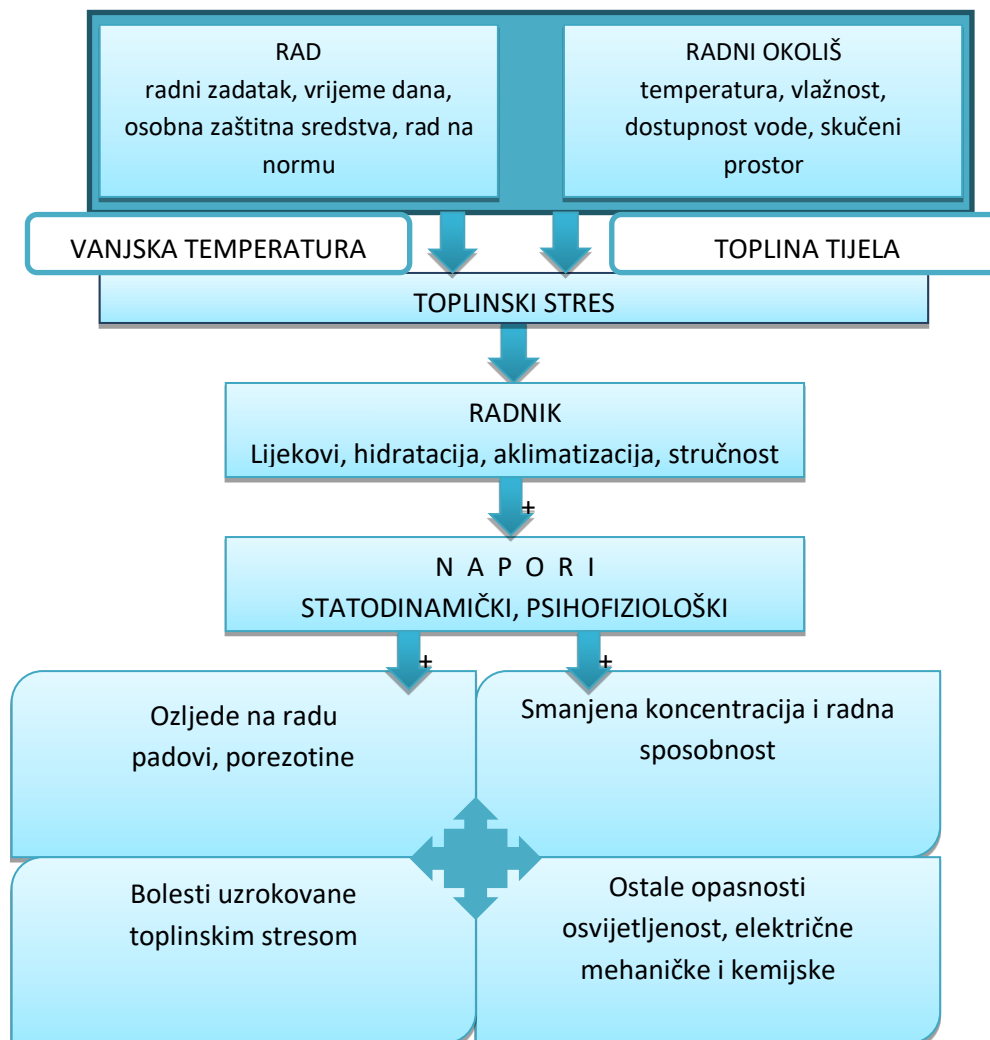 RAD
radni zadatak, vrijeme dana,
osobna zaštitna sredstva, rad na
normu
RADNI OKOLIŠ
temperatura, vlažnost,
dostupnost vode, skučeni
prostor
VANJSKA TEMPERATURA
TOPLINA TIJELA
TOPLINSKI STRES
RADNIK
Lijekovi, hidratacija, aklimatizacija, stručnost
+
N A P O R I
STATODINAMIČKI, PSIHOFIZIOLOŠKI
+
+
Ozljede na radu
padovi, porezotine
Smanjena koncentracija i radna
sposobnost
Bolesti uzrokovane
toplinskim stresom
Ostale opasnosti
osvijetljenost, električne
mehaničke i kemijske